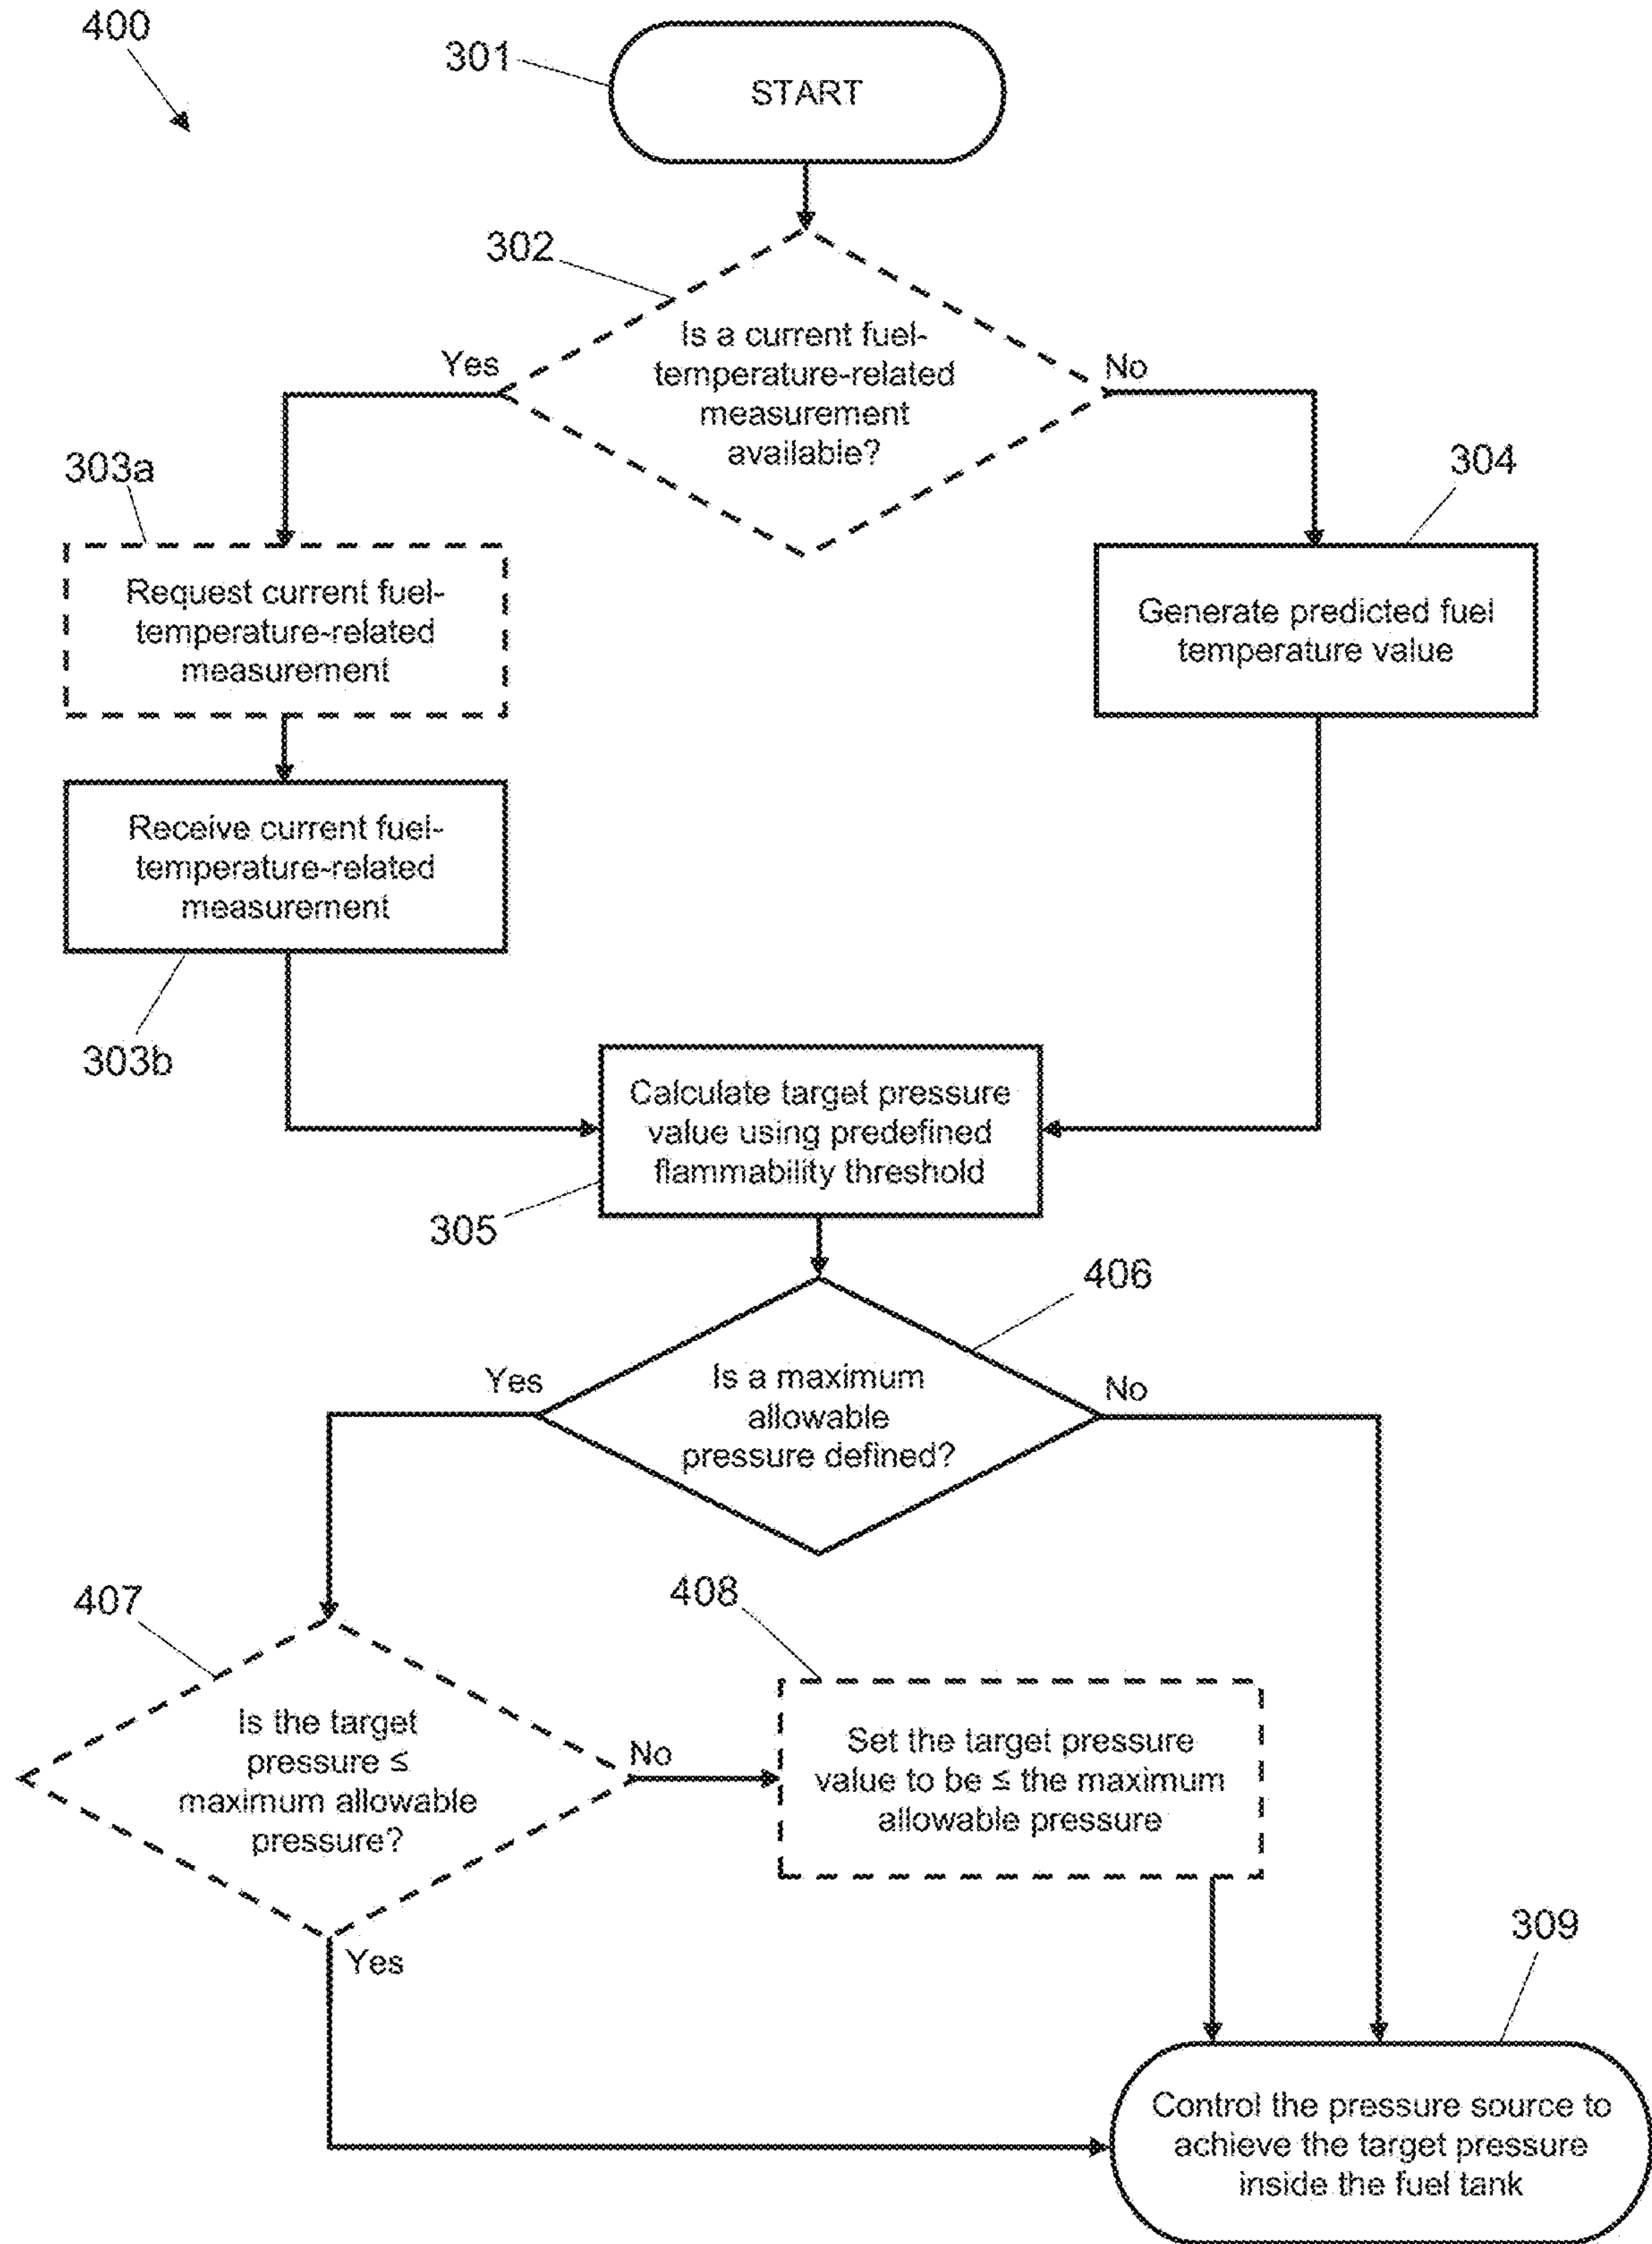 400
301
START
302
Is a current fuel-
temperature-related
measurement
available?
Yes
No
303a
304
Request current fuel-
temperature-related
measurement
Generate predicted fuel
temperature value
Receive current fuel-
temperature-related
measurement
303b
Calculate target pressure
value using predefined
flammability threshold
305
406
Is a maximum
allowable
pressure defined?
Yes
No
407
408
Is the target
pressure ≤
maximum allowable
pressure?
No
Set the target pressure
value to be ≤ the maximum
allowable pressure
Yes
309
Control the pressure source to
achieve the target pressure
inside the fuel tank